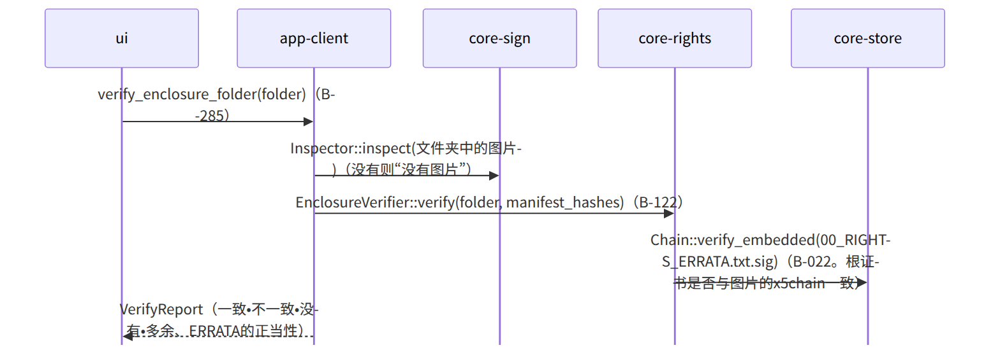 ui
app-client
core-sign
core-rights
core-store
verify_enclosure_folder(folder)（B-
-285）
Inspector::inspect(文件夹中的图片-
)（没有则“没有图片”）
EnclosureVerifier::verify(folder, manifest_hashes)（B-122）
Chain::verify_embedded(00_RIGHT-
S_ERRATA.txt.sig)（B-022。根证-
书是否与图片的x5chain一致）
VerifyReport（一致•不一致•没-
有•多余、ERRATA的正当性）